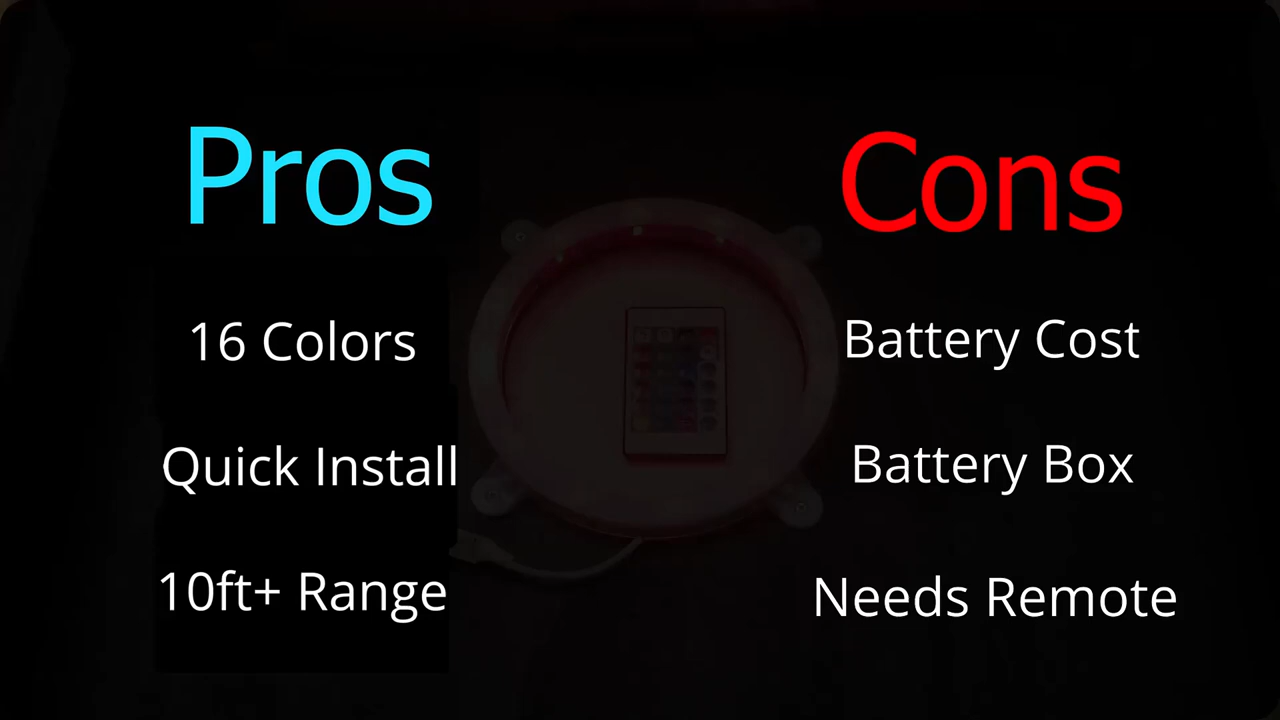 Pros
Cons
16 Colors
Battery Cost
Quick Install
Battery Box
10ft+ Range
Needs Remote